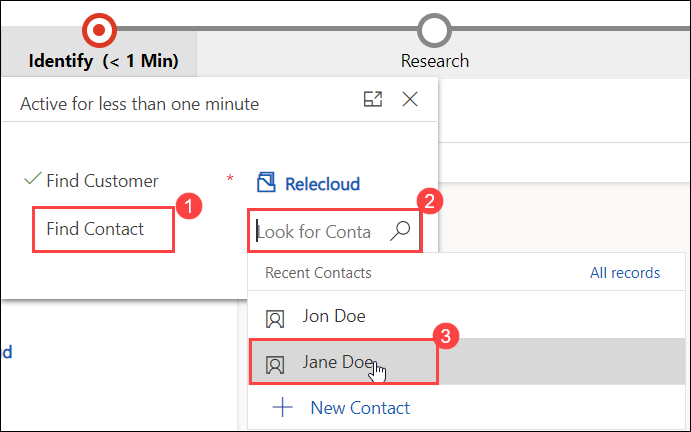 Identify (< 1 Min)
Research
Active for less than one minute
Find Customer * Relecloud
1
2
Find Contact
Look for Conta
Recent Contacts All records
Jon Doe
3
Jane Doe
New Contact
d